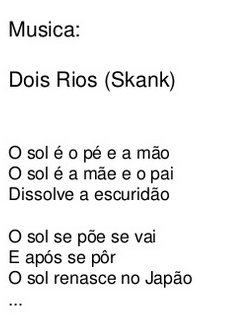 Musica:
Dois Rios (Skank)
O sol é o pé e a mão
O sol é a mãe e o pai
Dissolve a escuridão
O sol se põe se vai
E após se pôr
O sol renasce no Japão
...